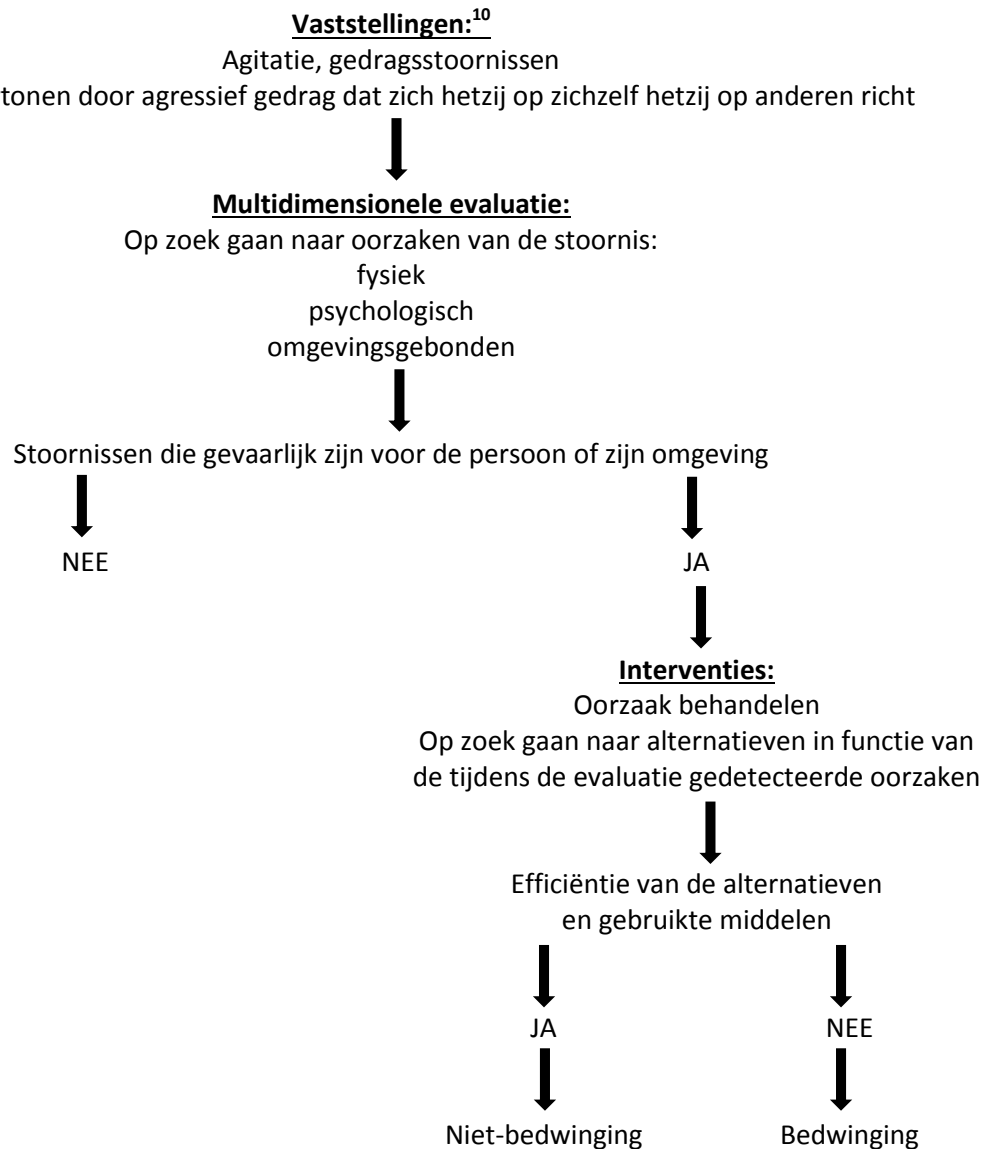 Vaststellingen:10
Agitatie, gedragsstoornissen
tonen door agressief gedrag dat zich hetzij op zichzelf hetzij op anderen richt
Multidimensionele evaluatie:
Op zoek gaan naar oorzaken van de stoornis:
fysiek
psychologisch
omgevingsgebonden
Stoornissen die gevaarlijk zijn voor de persoon of zijn omgeving
NEE
JA
Interventies:
Oorzaak behandelen
Op zoek gaan naar alternatieven in functie van
de tijdens de evaluatie gedetecteerde oorzaken
Efficiëntie van de alternatieven
en gebruikte middelen
JA
NEE
Niet-bedwinging
Bedwinging